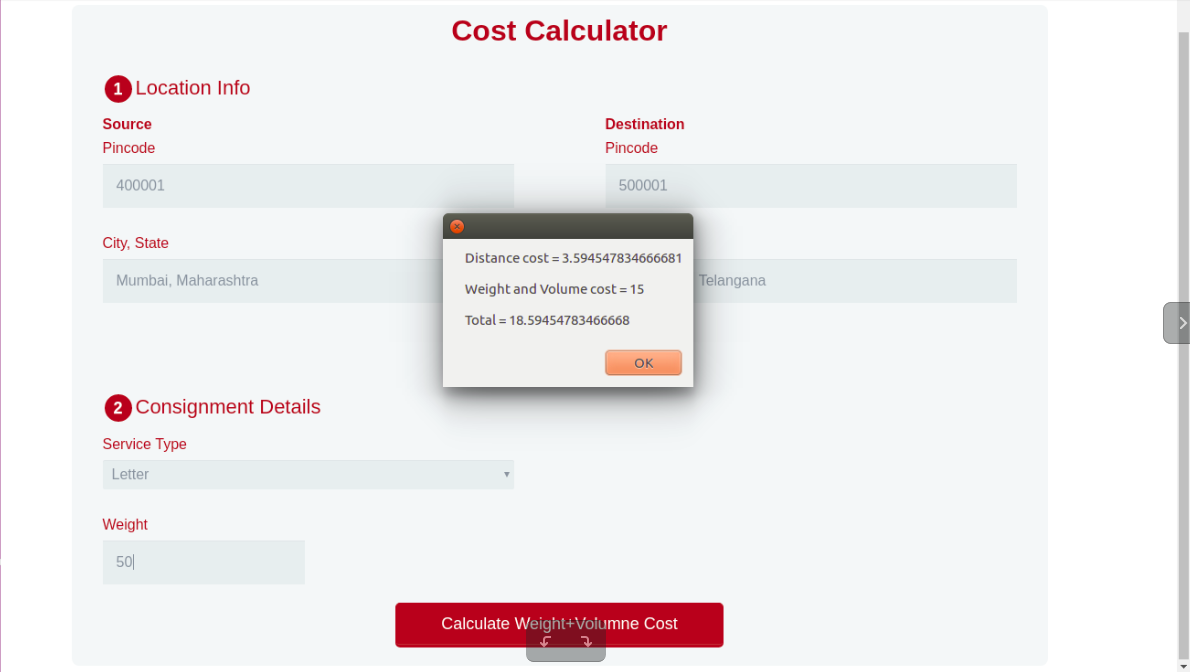 Cost Calculator
1 Location Info
Source
Destination
Pincode
Pincode
400001
500001
City, State
Mumbai, Maharashtra
Telangana
Distance cost = 3.594547834666681
Weight and Volume cost = 15
Total = 18.59454783466668
OK
2 Consignment Details
Service Type
Letter
Weight
50
Calculate Weight+Volumne Cost